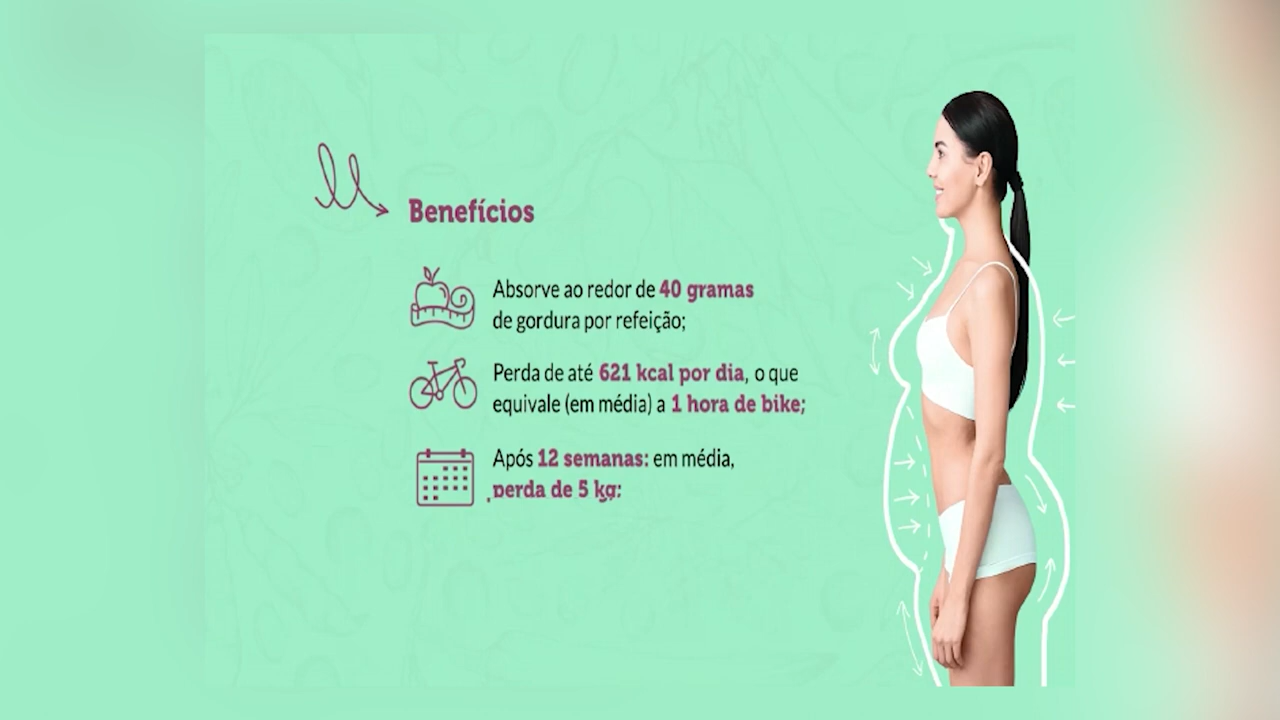 Benefícios
Absorve ao redor de 40 gramas
de gordura por refeição;
Perda de até 621 kcal por dia, o que
equivale (em média) a 1 hora de bike;
Após 12 semanas: em média,
perda de 5 kg;